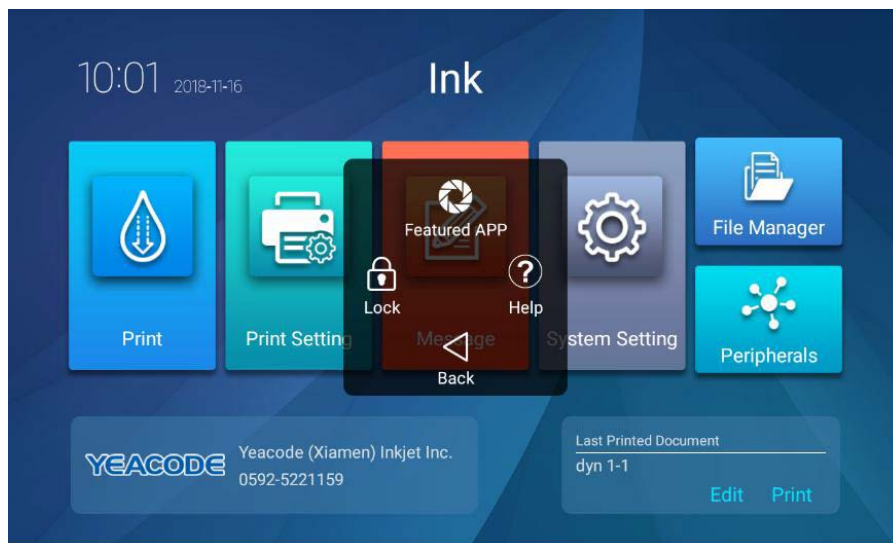 10:01 2018-11-16
Ink
Featured APP
File Manager
Lock
Help
Print
Print Setting
Message
System Setting
Back
Peripherals
YEACODE
Yeacode (Xiamen) Inkjet Inc.
0592-5221159
Last Printed Document
dyn 1-1
Edit Print